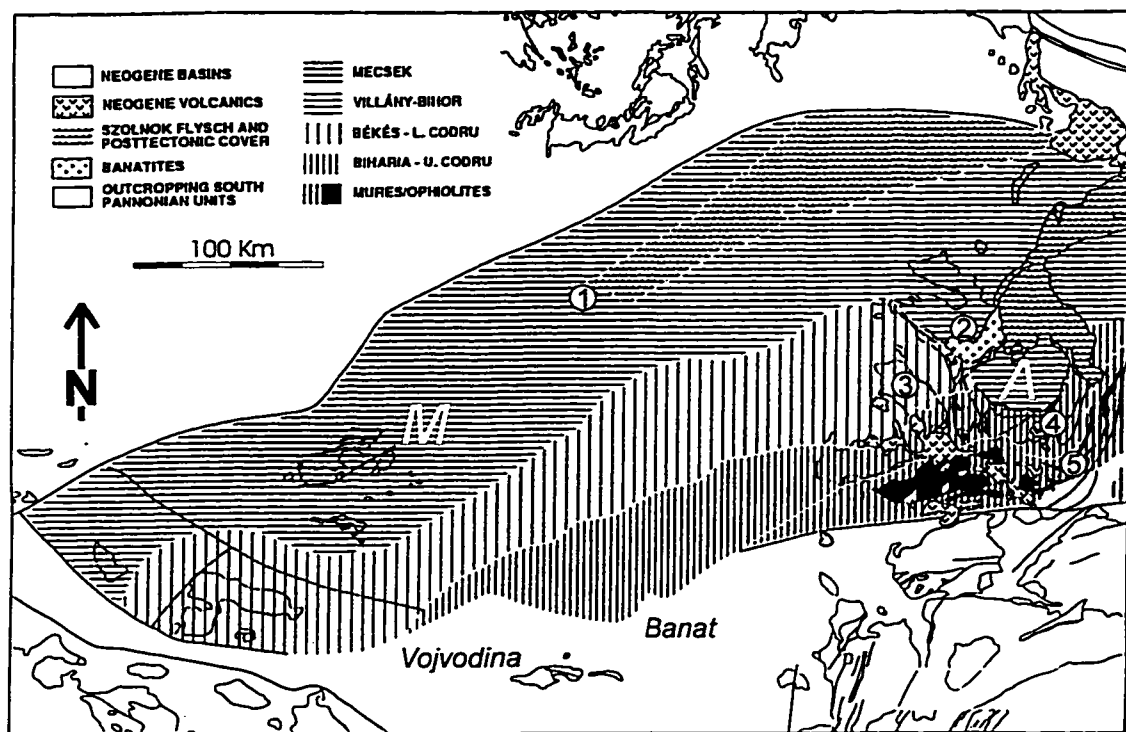 NEOGENE BASINS
NEOGENE VOLCANICS
SZOLNOK FLYSCH AND
POSTTECTONIC COVER
BANATITES
OUTCROPPING SOUTH
PANNONIAN UNITS
MECSEK
VILLÁNY-BIHOR
BÉKÉS - L. CODRU
BIHARIA - U. CODRU
MURES/OPHIOLITES
100 Km
N
1
2
3
A
4
M
5
Banat
Vojvodina